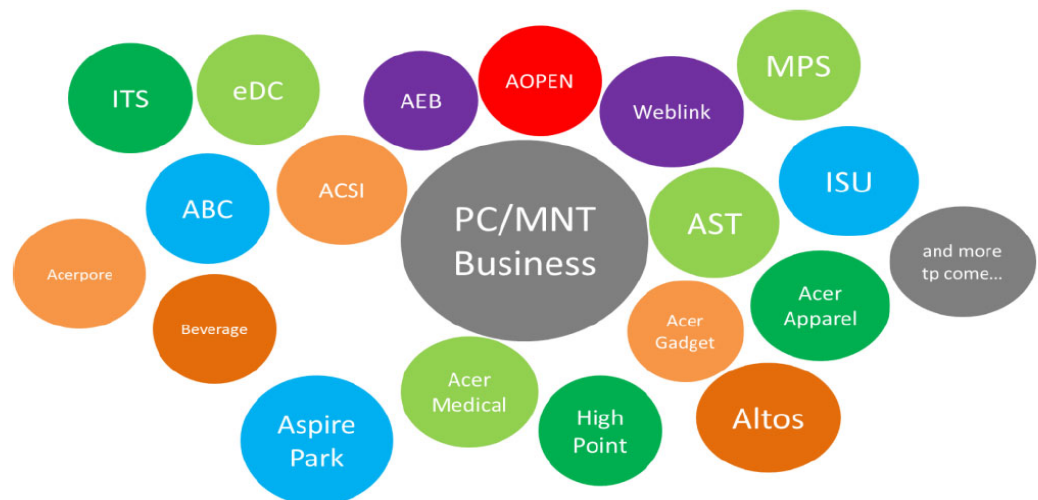 MPS
ITS
eDC
AEB
AOPEN
Weblink
ABC
ACSI
PC/MNT
Business
AST
ISU
Acerpore
and more
tp come...
Beverage
Acer
Gadget
Acer
Apparel
Aspire
Park
Acer
Medical
High
Point
Altos